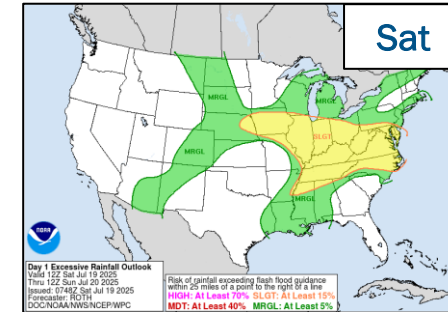 Sat
MRGL
MRGL
MRGL
SLGT
MRGL
NOAA
Day 1 Excessive Rainfall Outlook
Valid 12Z Sat Jul 19 2025
Thru 12Z Sun Jul 20 2025
Issued: 0748Z Sat Jul 19 2025
Forecaster: ROTH
DOC/NOAA/NWS/NCEP/WPC
Risk of rainfall exceeding flash flood guidance
within 25 miles of a point to the right of a line
HIGH: At Least 70% SLGT: At Least 15%
MDT: At Least 40% MRGL: At Least 5%